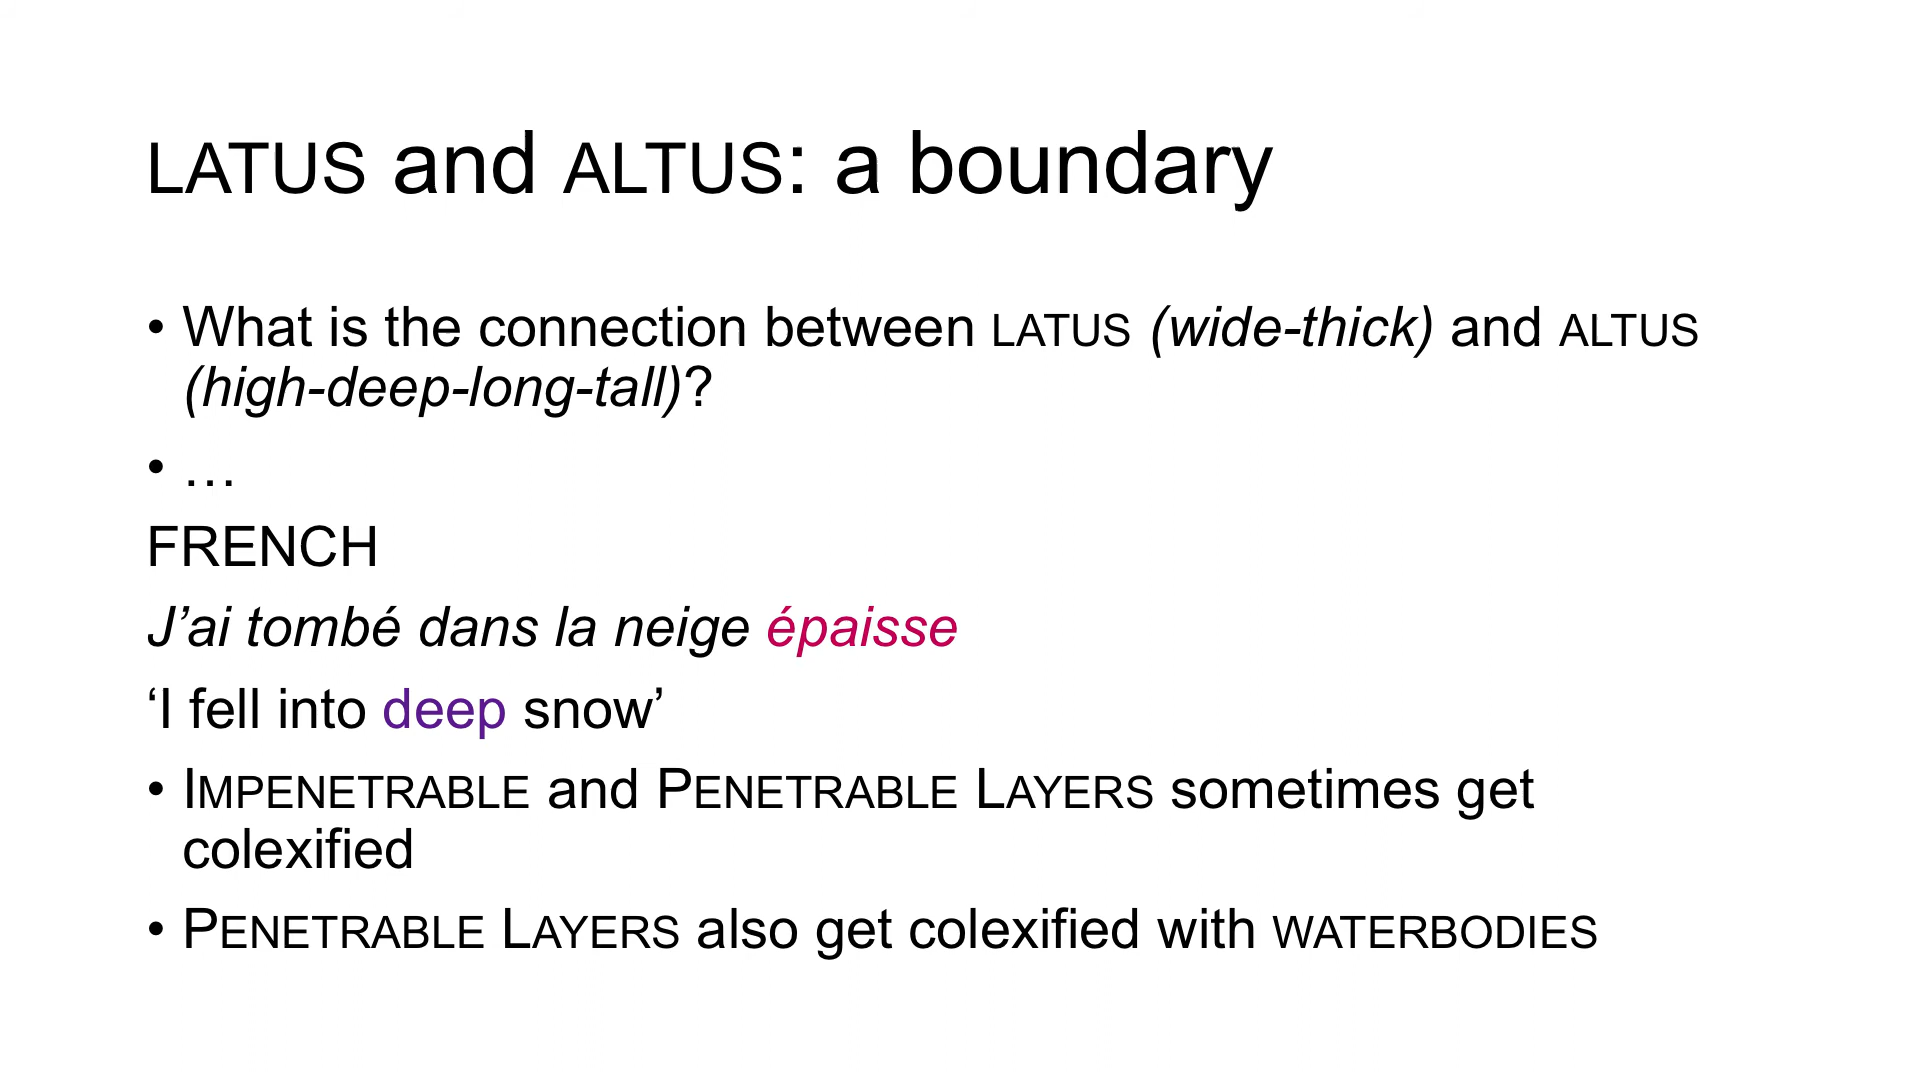 LATUS and ALTUS: a boundary
• What is the connection between LATUS (wide-thick) and ALTUS
(high-deep-long-tall)?
• …
FRENCH
J’ai tombé dans la neige épaisse
‘I fell into deep snow’
• IMPENETRABLE and PENETRABLE LAYERS sometimes get
colexified
• PENETRABLE LAYERS also get colexified with WATERBODIES